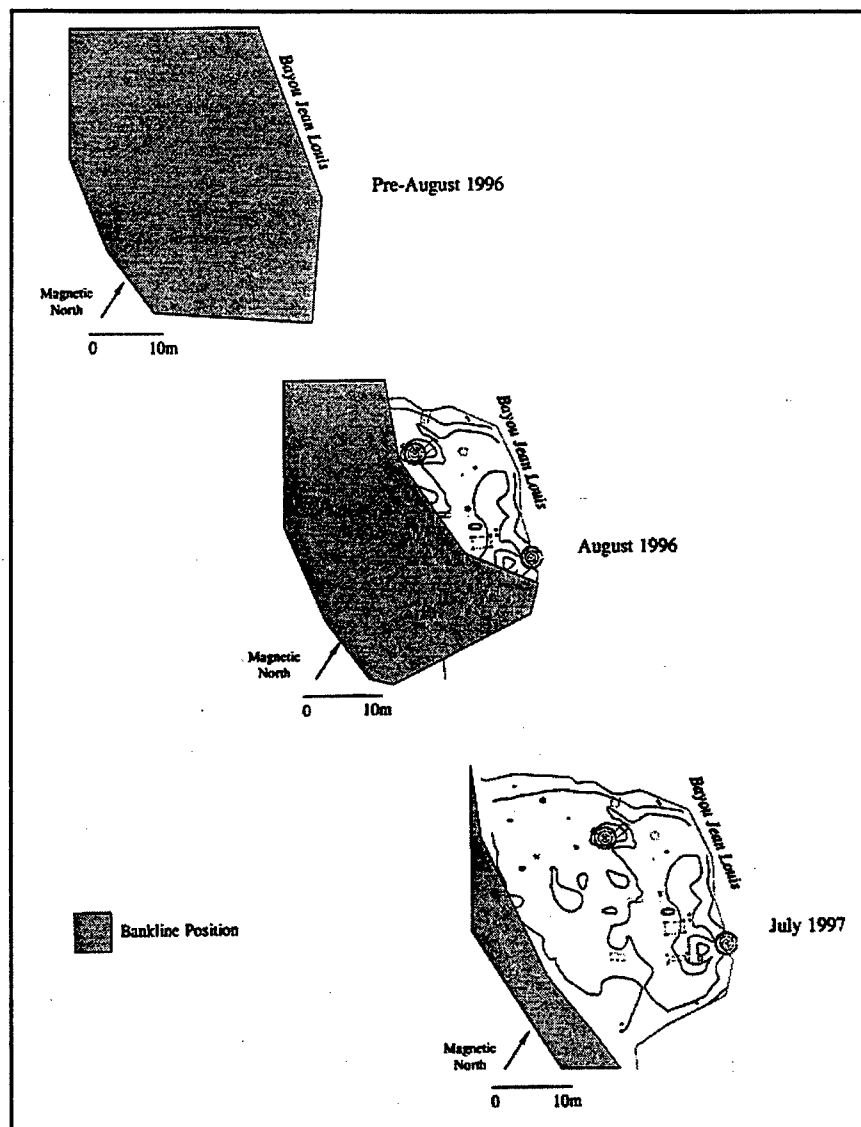 Bayou Jean Louis
Pre-August 1996
Magnetic
North
0 10m
Bayou Jean Louis
August 1996
Magnetic
North
0 10m
Bayou Jean Louis
Bankline Position
July 1997
Magnetic
North
0 10m